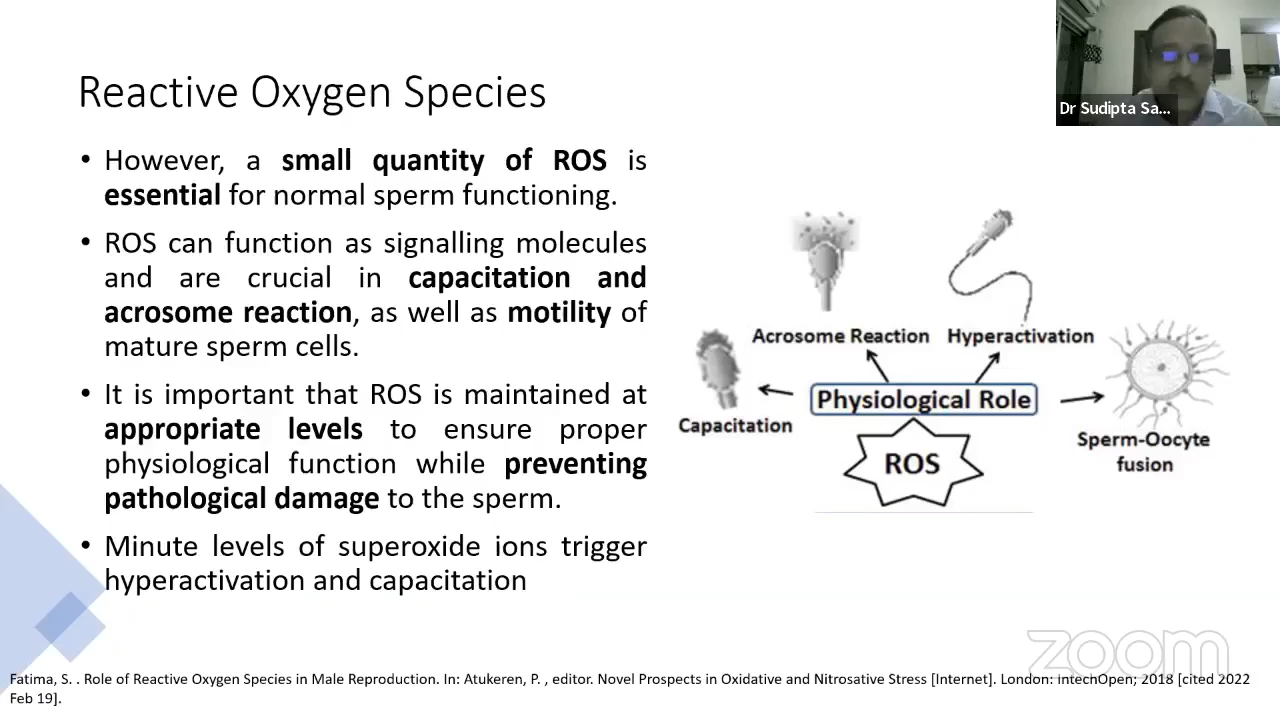 Dr Sudipta Sa...
Reactive Oxygen Species
• However, a small quantity of ROS is
essential for normal sperm functioning.
• ROS can function as signalling molecules
and are crucial in capacitation and
acrosome reaction, as well as motility of
mature sperm cells.
• It is important that ROS is maintained at
appropriate levels to ensure proper
physiological function while preventing
pathological damage to the sperm.
• Minute levels of superoxide ions trigger
hyperactivation and capacitation
Acrosome Reaction
Hyperactivation
Capacitation
Physiological Role
Sperm-Oocyte
fusion
ROS
zoom
Fatima, S. . Role of Reactive Oxygen Species in Male Reproduction. In: Atukeren, P. , editor. Novel Prospects in Oxidative and Nitrosative Stress [Internet]. London: IntechOpen; 2018 [cited 2022
Feb 19].